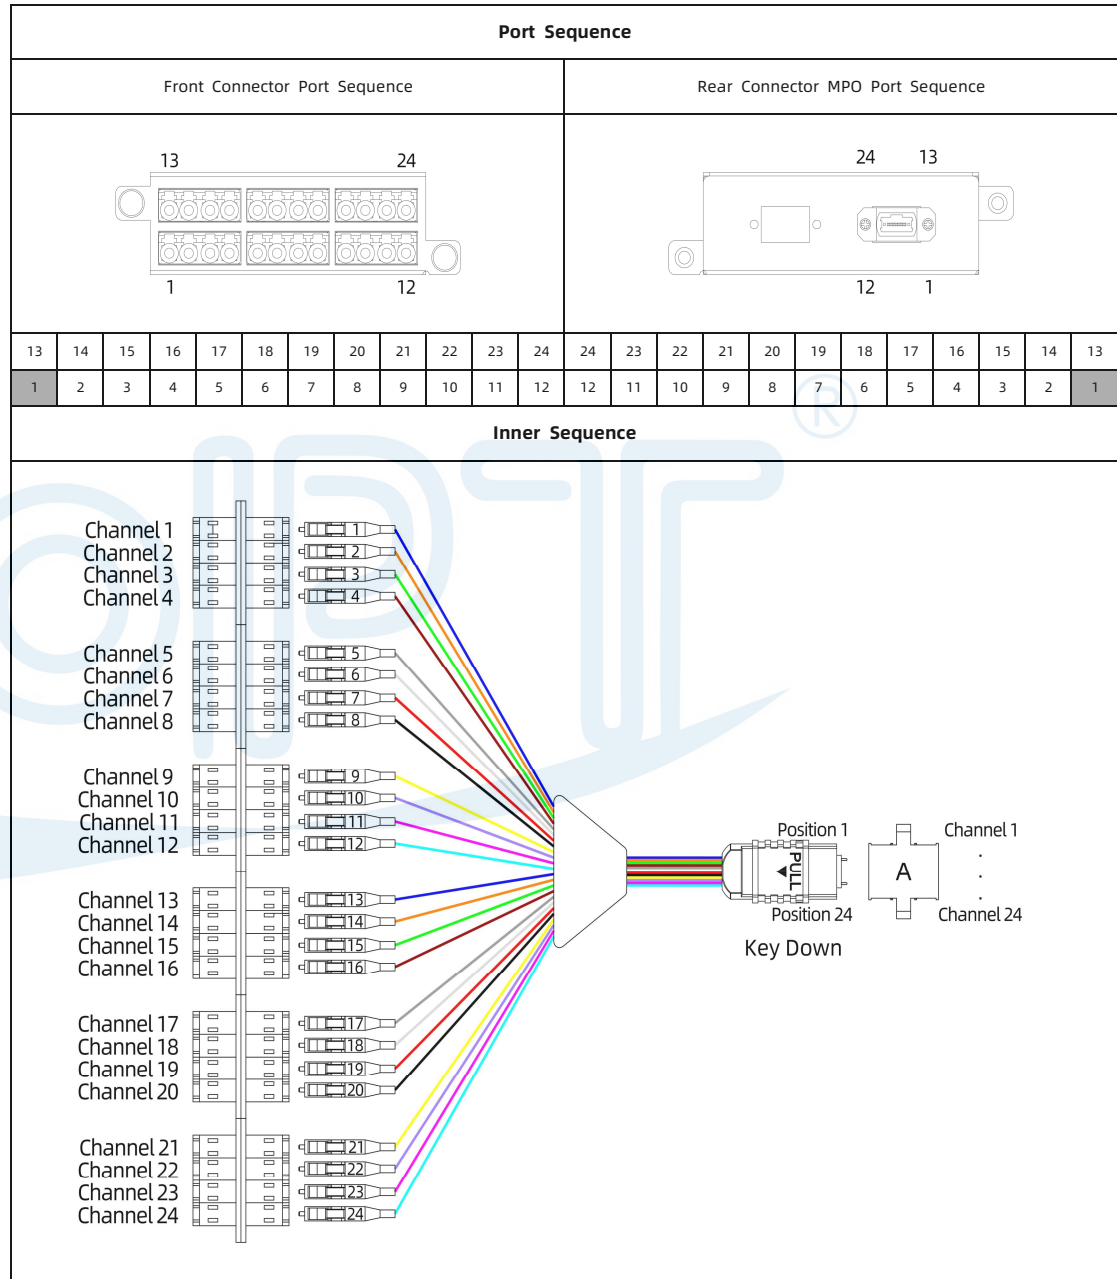 Port Sequence
Front Connector Port Sequence
Rear Connector MPO Port Sequence
13 24
1 12
24 13
12 1
13 14 15 16 17 18 19 20 21 22 23 24 24 23 22 21 20 19 18 17 16 15 14 13
1 2 3 4 5 6 7 8 9 10 11 12 12 11 10 9 8 7 6 5 4 3 2 1
Inner Sequence
Channel 1 1
Channel 2 2
Channel 3 3
Channel 4 4
Channel 5 5
Channel 6 6
Channel 7 7
Channel 8 8
Channel 9 9
Channel 10 10
Channel 11 11
Channel 12 12
Channel 13 13
Channel 14 14
Channel 15 15
Channel 16 16
Channel 17 17
Channel 18 18
Channel 19 19
Channel 20 20
Channel 21 21
Channel 22 22
Channel 23 23
Channel 24 24
Position 1
PULL
Position 24
Key Down
A
Channel 1
Channel 24
®